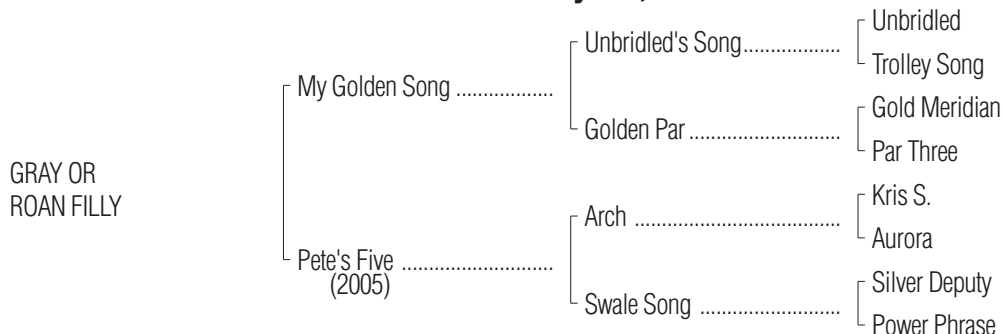 Unbridled
Unbridled's Song..................
Trolley Song
My Golden Song ..................
Gold Meridian
Golden Par ............................
Par Three
GRAY OR
ROAN FILLY
Kris S.
Arch ......................................
Aurora
Pete's Five ............................
(2005)
Silver Deputy
Swale Song ..........................
Power Phrase